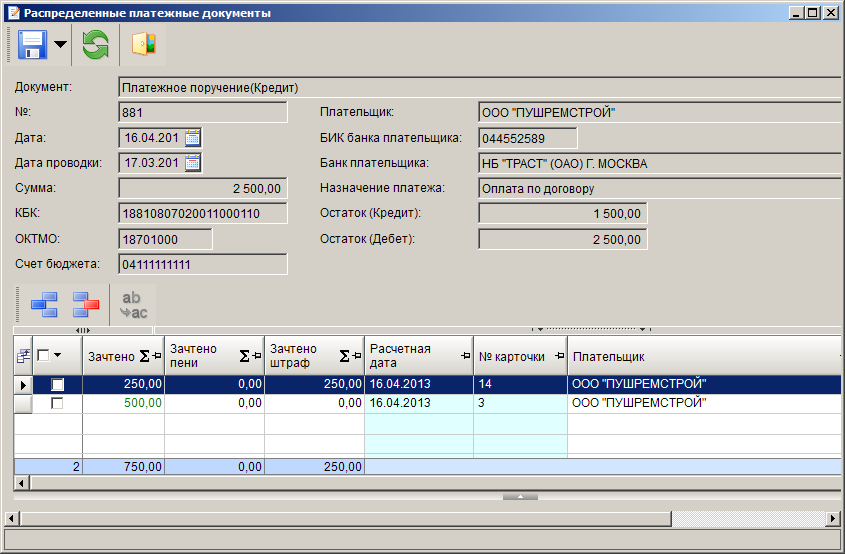 Распределенные платежные документы
Документ: Платежное поручение(Кредит)
№: 881 Плательщик: ООО "ПУШРЕМСТРОЙ"
Дата: 16.04.201 БИК банка плательщика: 044552589
Дата проводки: 17.03.201 Банк плательщика: НБ "ТРАСТ" (ОАО) Г. МОСКВА
Сумма: 2 500,00 Назначение платежа: Оплата по договору
КБК: 18810807020011000110 Остаток (Кредит): 1 500,00
ОКТМО: 18701000 Остаток (Дебет): 2 500,00
Счет бюджета: 04111111111
ab
ac
Зачтено Σ Зачтено пени Σ Зачтено штраф Σ Расчетная дата № карточки Плательщик
250,00 0,00 250,00 16.04.2013 14 ООО "ПУШРЕМСТРОЙ"
500,00 0,00 0,00 16.04.2013 3 ООО "ПУШРЕМСТРОЙ"
2 750,00 0,00 250,00